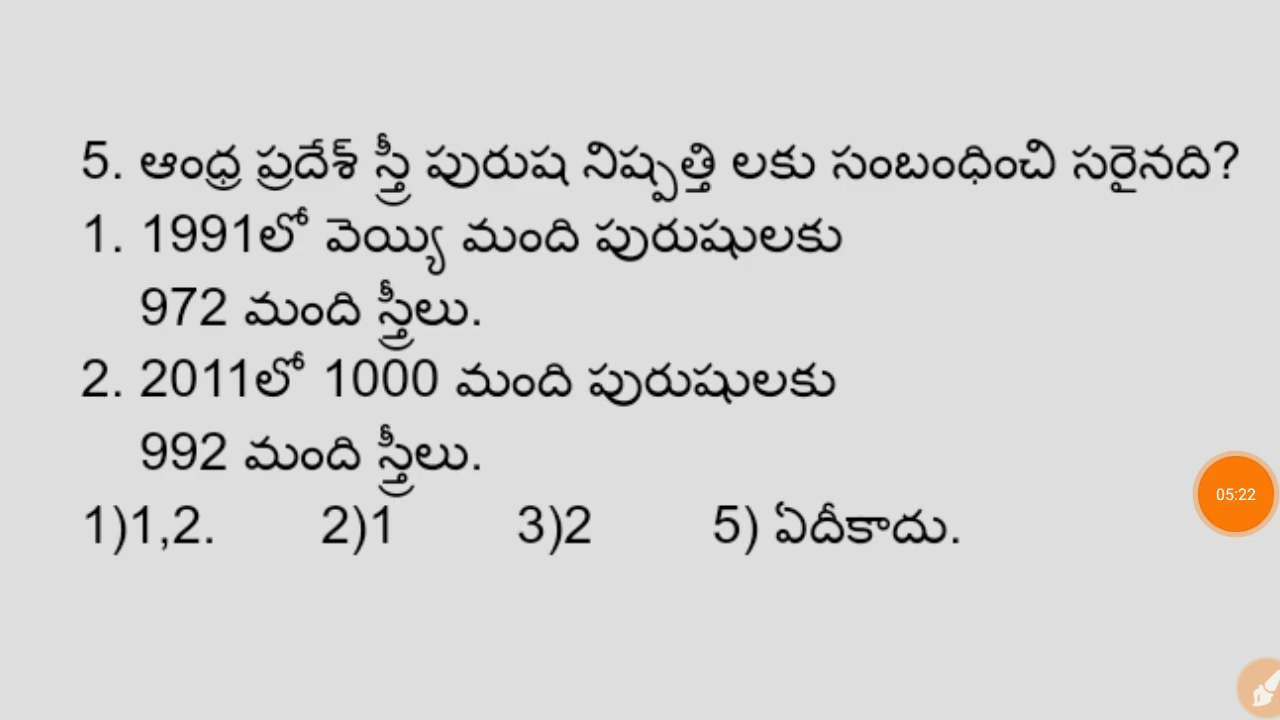 5. ఆంధ్ర ప్రదేశ్ స్త్రీ పురుష నిష్పత్తి లకు సంబంధించి సరైనది?
1. 1991లో వెయ్యి మంది పురుషులకు
972 మంది స్త్రీలు.
2. 2011లో 1000 మంది పురుషులకు
992 మంది స్త్రీలు.
1)1,2. 2)1 3)2 5) ఏదీకాదు.
05:22